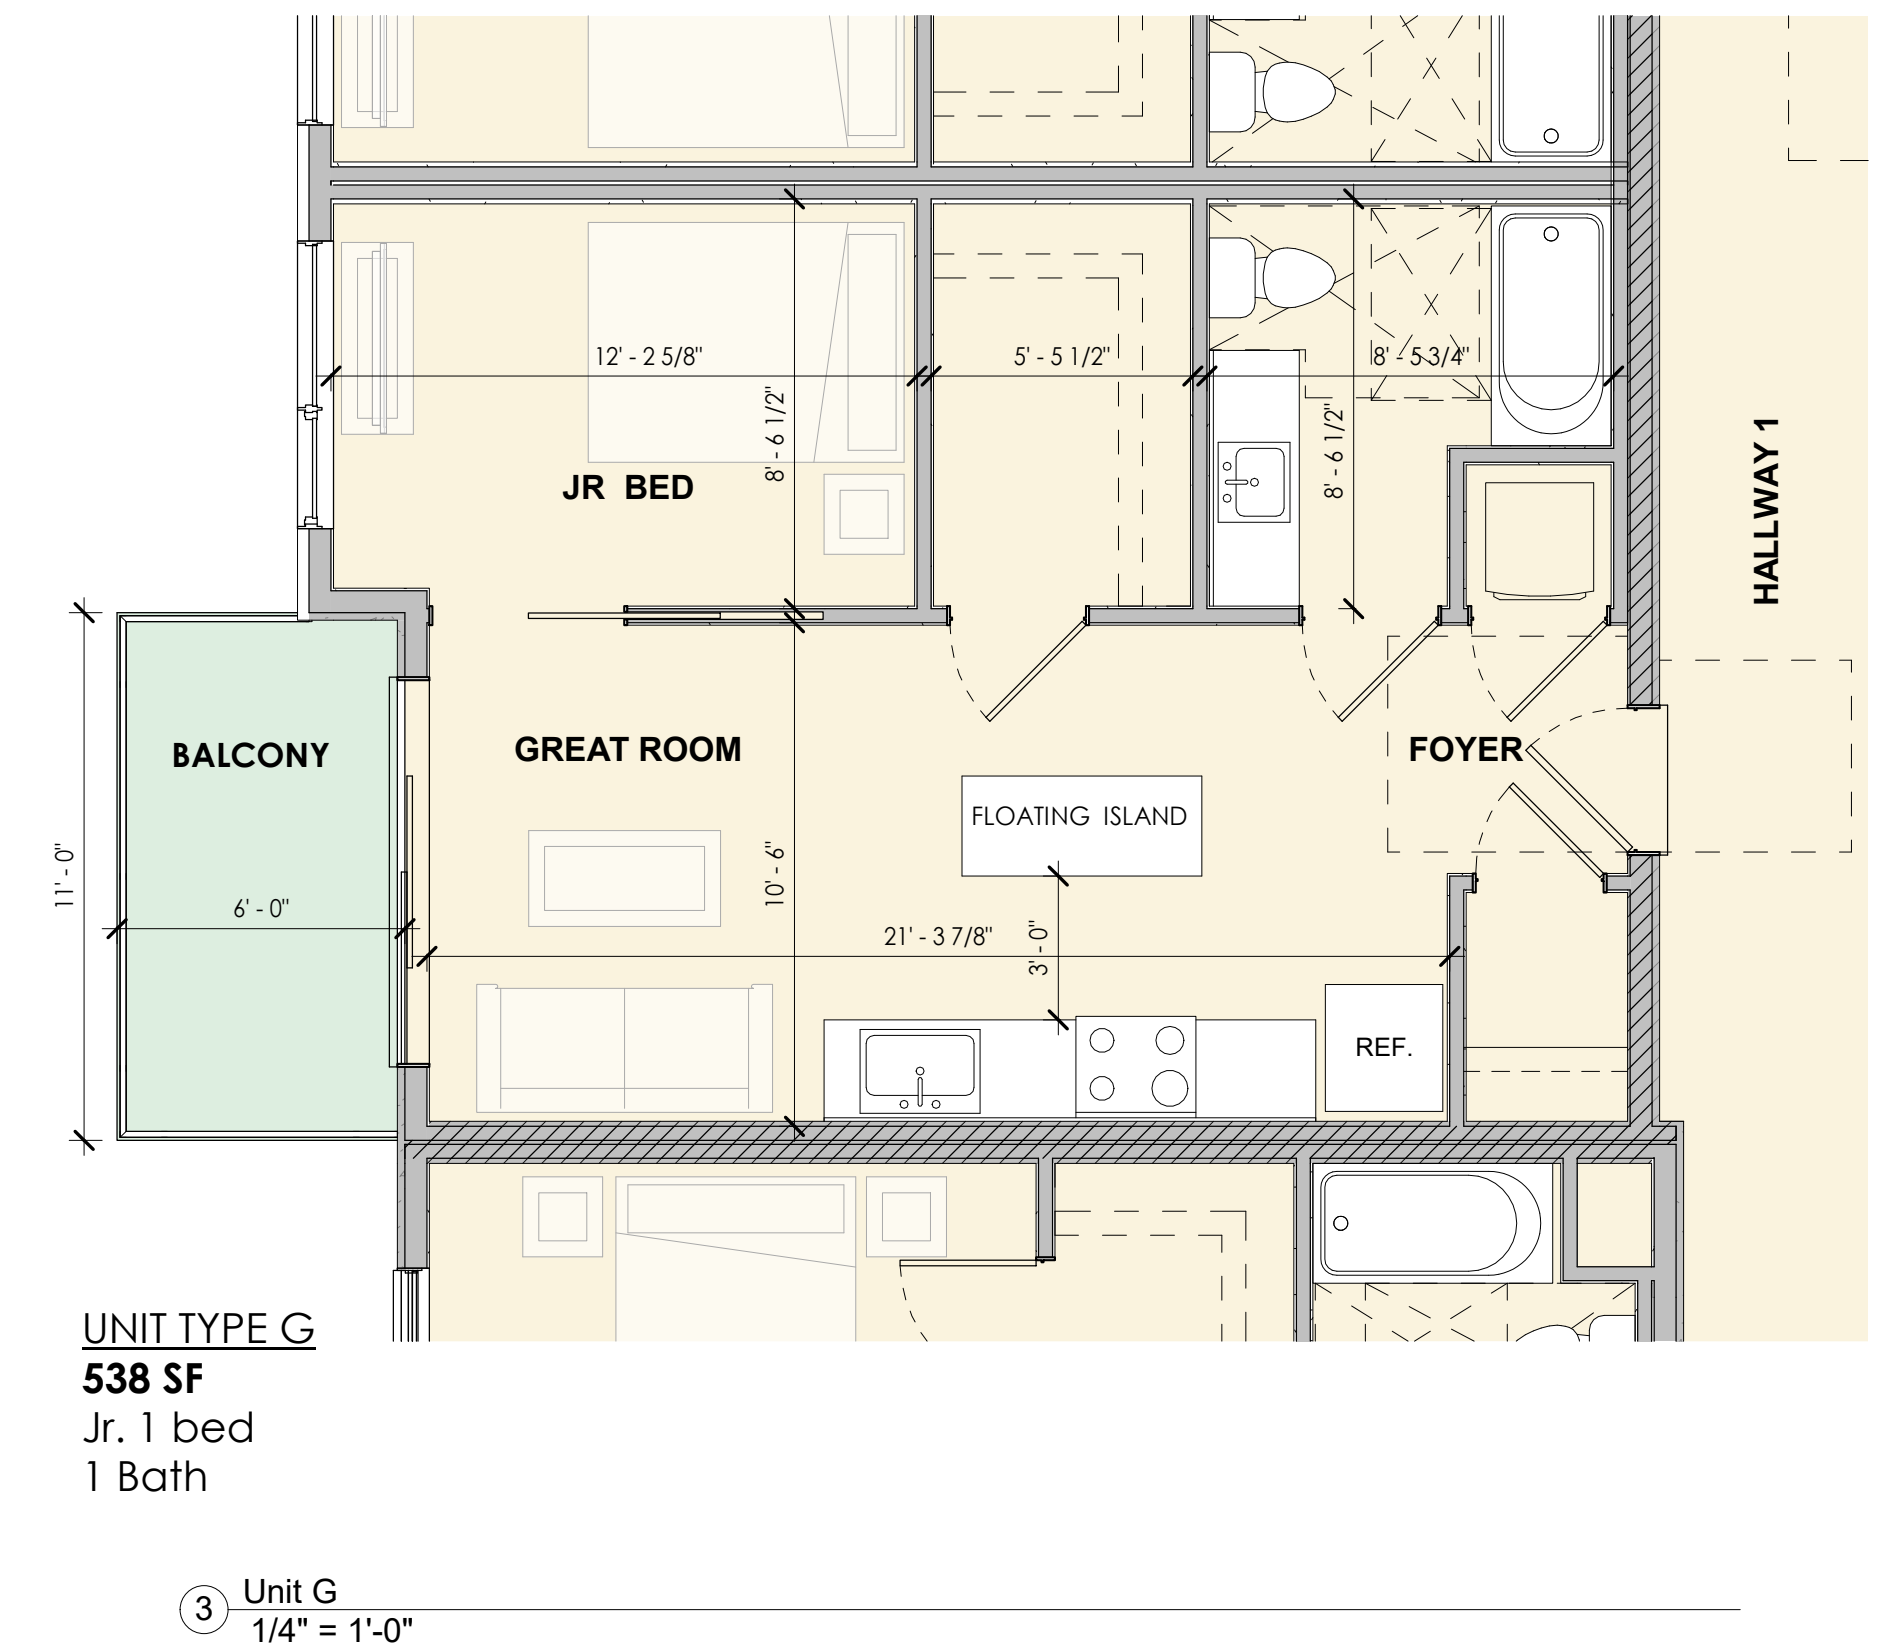 12' - 2 5/8"
5' - 5 1/2"
8' - 5 3/4"
8' - 6 1/2"
8' - 6 1/2"
JR BED
HALLWAY 1
BALCONY
GREAT ROOM
FOYER
FLOATING ISLAND
11' - 0"
6' - 0"
10' - 6"
21' - 3 7/8"
3' - 0"
REF.
UNIT TYPE G
538 SF
Jr. 1 bed
1 Bath
3
Unit G
1/4" = 1'-0"